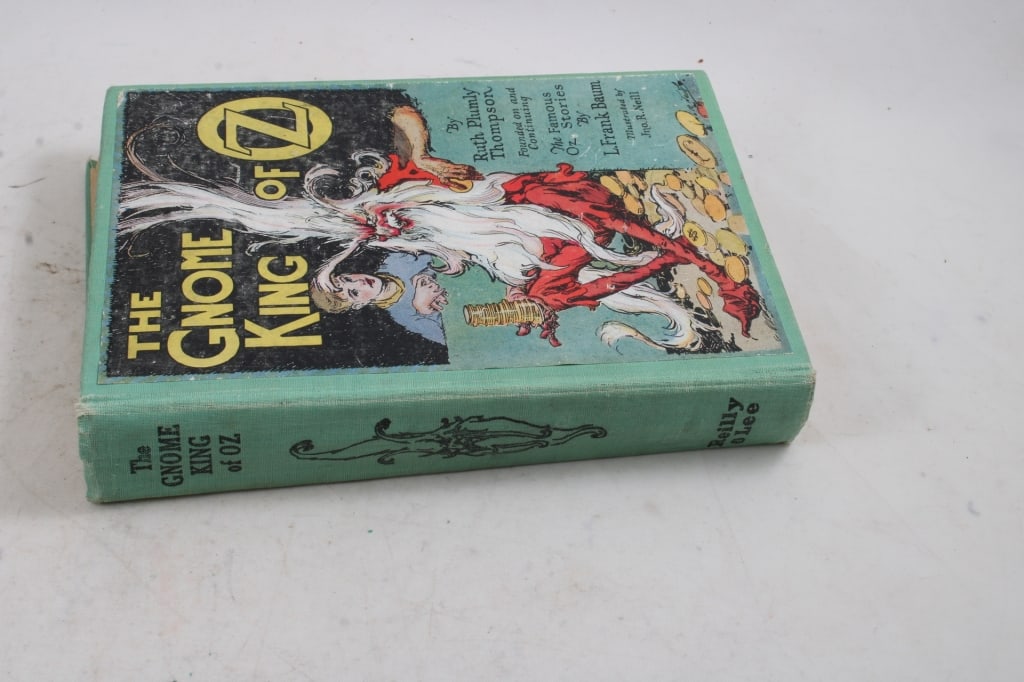 THE
GNOME
KING OF OZ
By
Ruth Plumly
Thompson
Founded on and
Continuing
The Famous
Oz Stories
By
L. Frank Baum
Illustrated by
Jno. R. Neill
The
GNOME
KING
of OZ
Reilly
& Lee